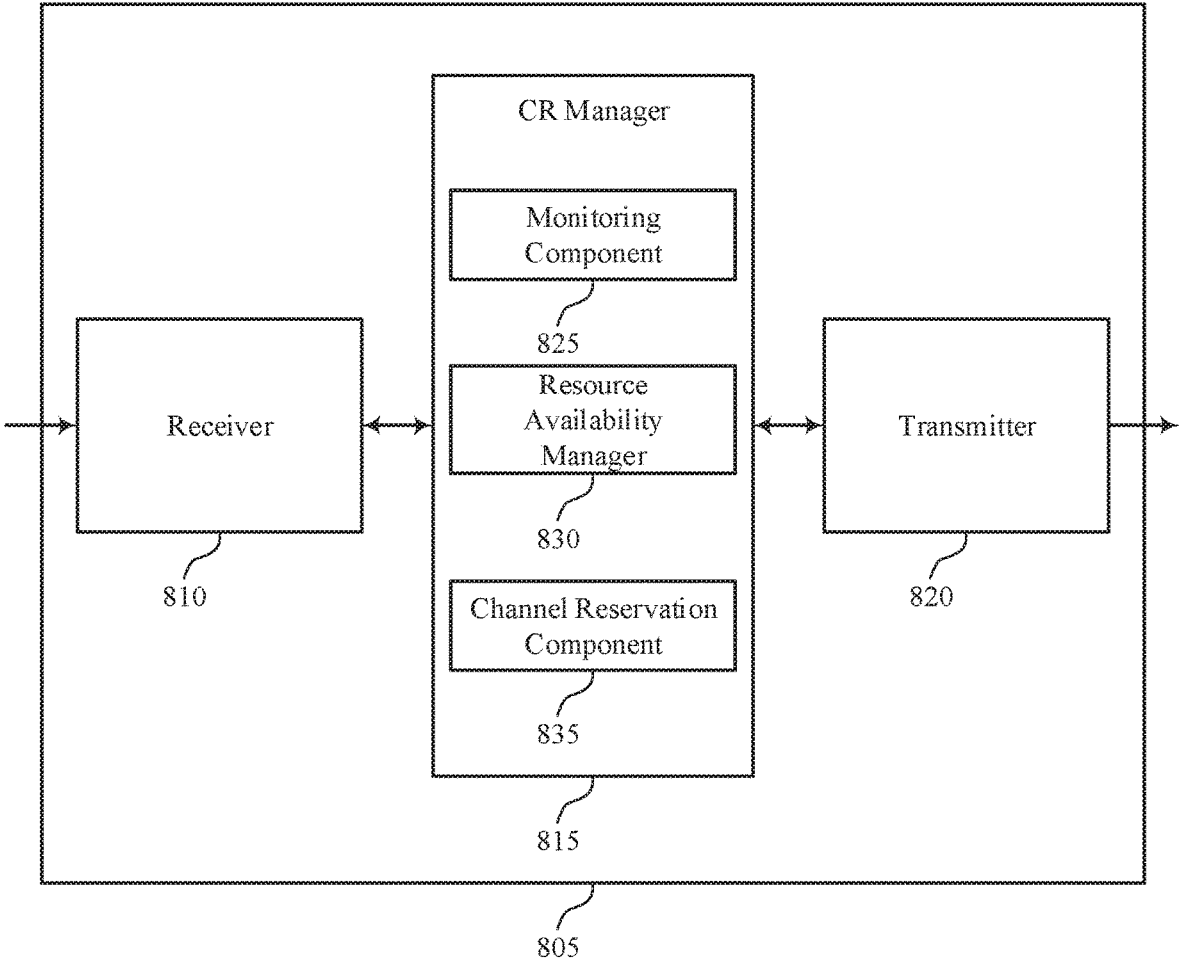 CR Manager
Monitoring
Component
825
Resource
Availability
Manager
830
Channel Reservation
Component
835
815
Receiver
810
Transmitter
820
805